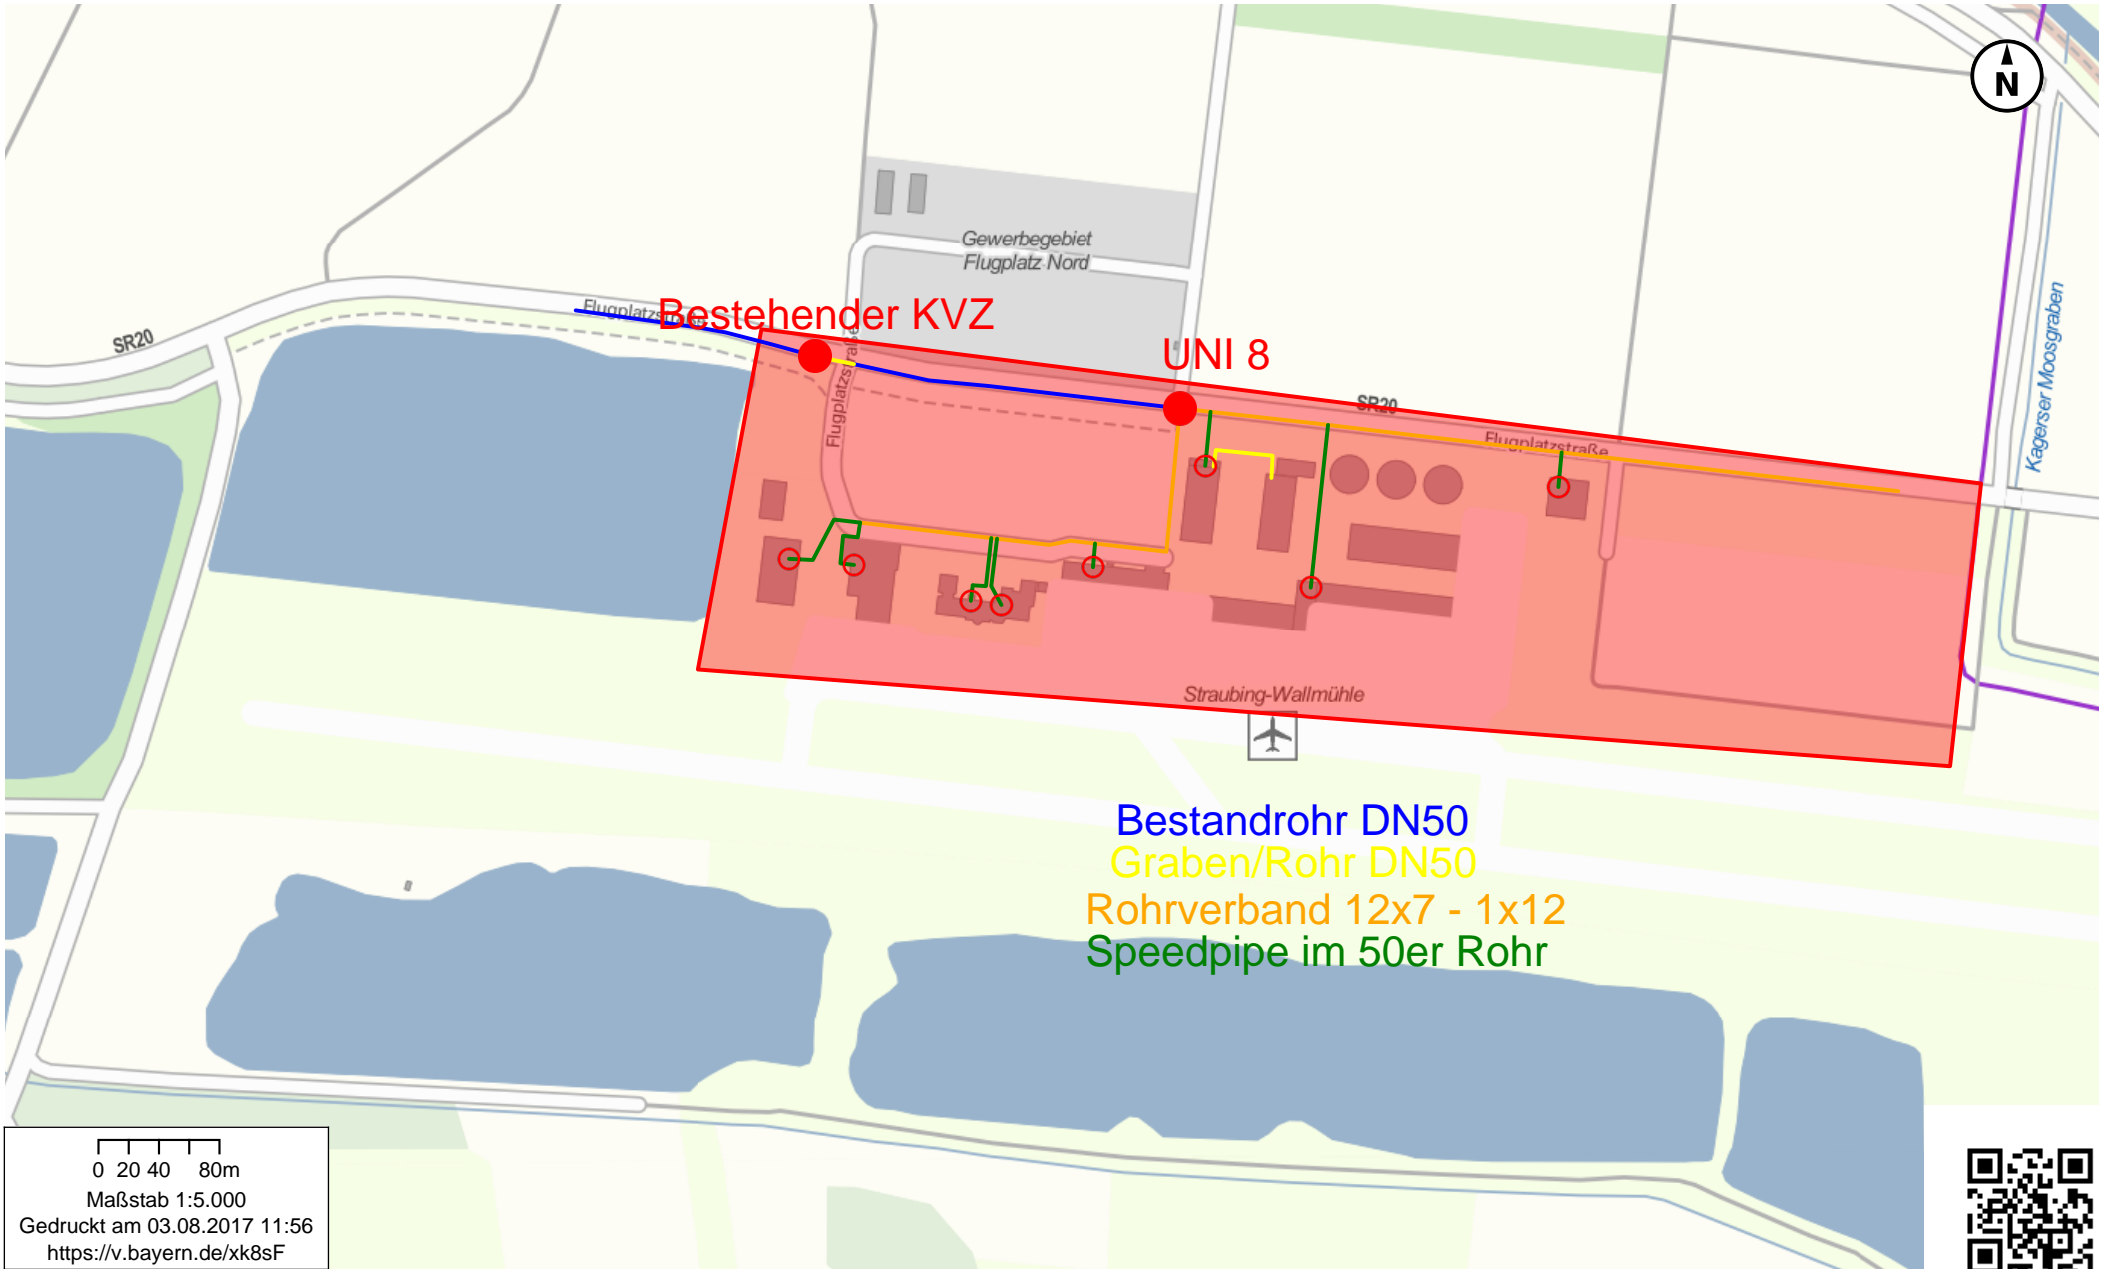 N
Gewerbegebiet
Flugplatz Nord
Kagerser Moosgraben
Flugplatzstraße
Bestehender KVZ
SR20
UNI 8
SR20
Flugplatzstraße
Flugplatzstraße
Straubing-Wallmühle
Bestandrohr DN50
Graben/Rohr DN50
Rohrverband 12x7 - 1x12
Speedpipe im 50er Rohr
0 20 40 80m
Maßstab 1:5.000
Gedruckt am 03.08.2017 11:56
https://v.bayern.de/xk8sF